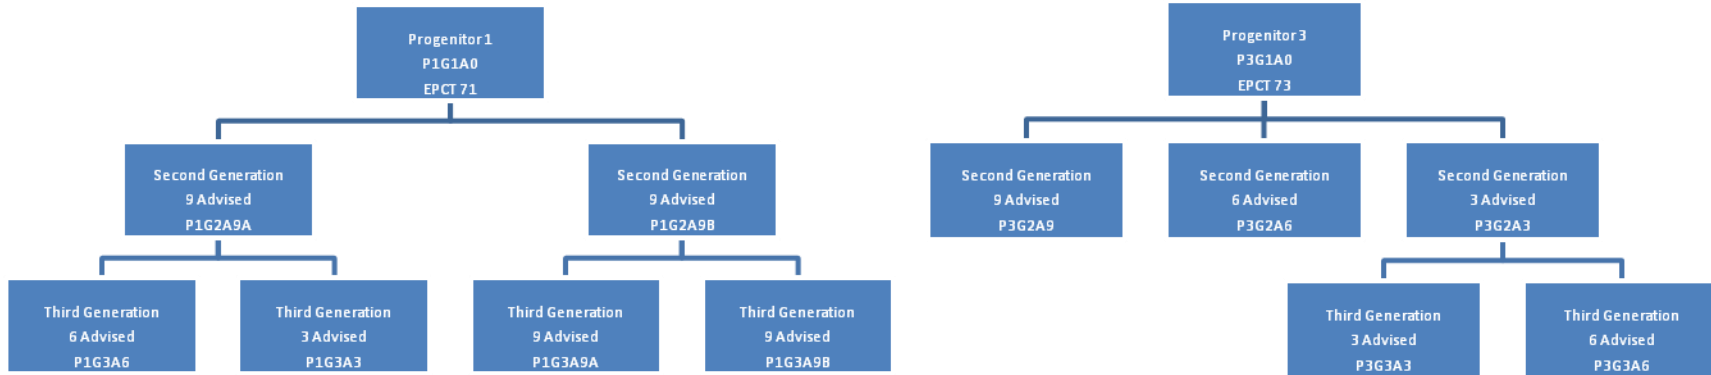 Progenitor 1
P1G1A0
EPCT 71
Second Generation
9 Advised
P1G2A9A
Second Generation
9 Advised
P1G2A9B
Third Generation
6 Advised
P1G3A6
Third Generation
3 Advised
P1G3A3
Third Generation
9 Advised
P1G3A9A
Third Generation
9 Advised
P1G3A9B
Progenitor 3
P3G1A0
EPCT 73
Second Generation
9 Advised
P3G2A9
Second Generation
6 Advised
P3G2A6
Second Generation
3 Advised
P3G2A3
Third Generation
3 Advised
P3G3A3
Third Generation
6 Advised
P3G3A6